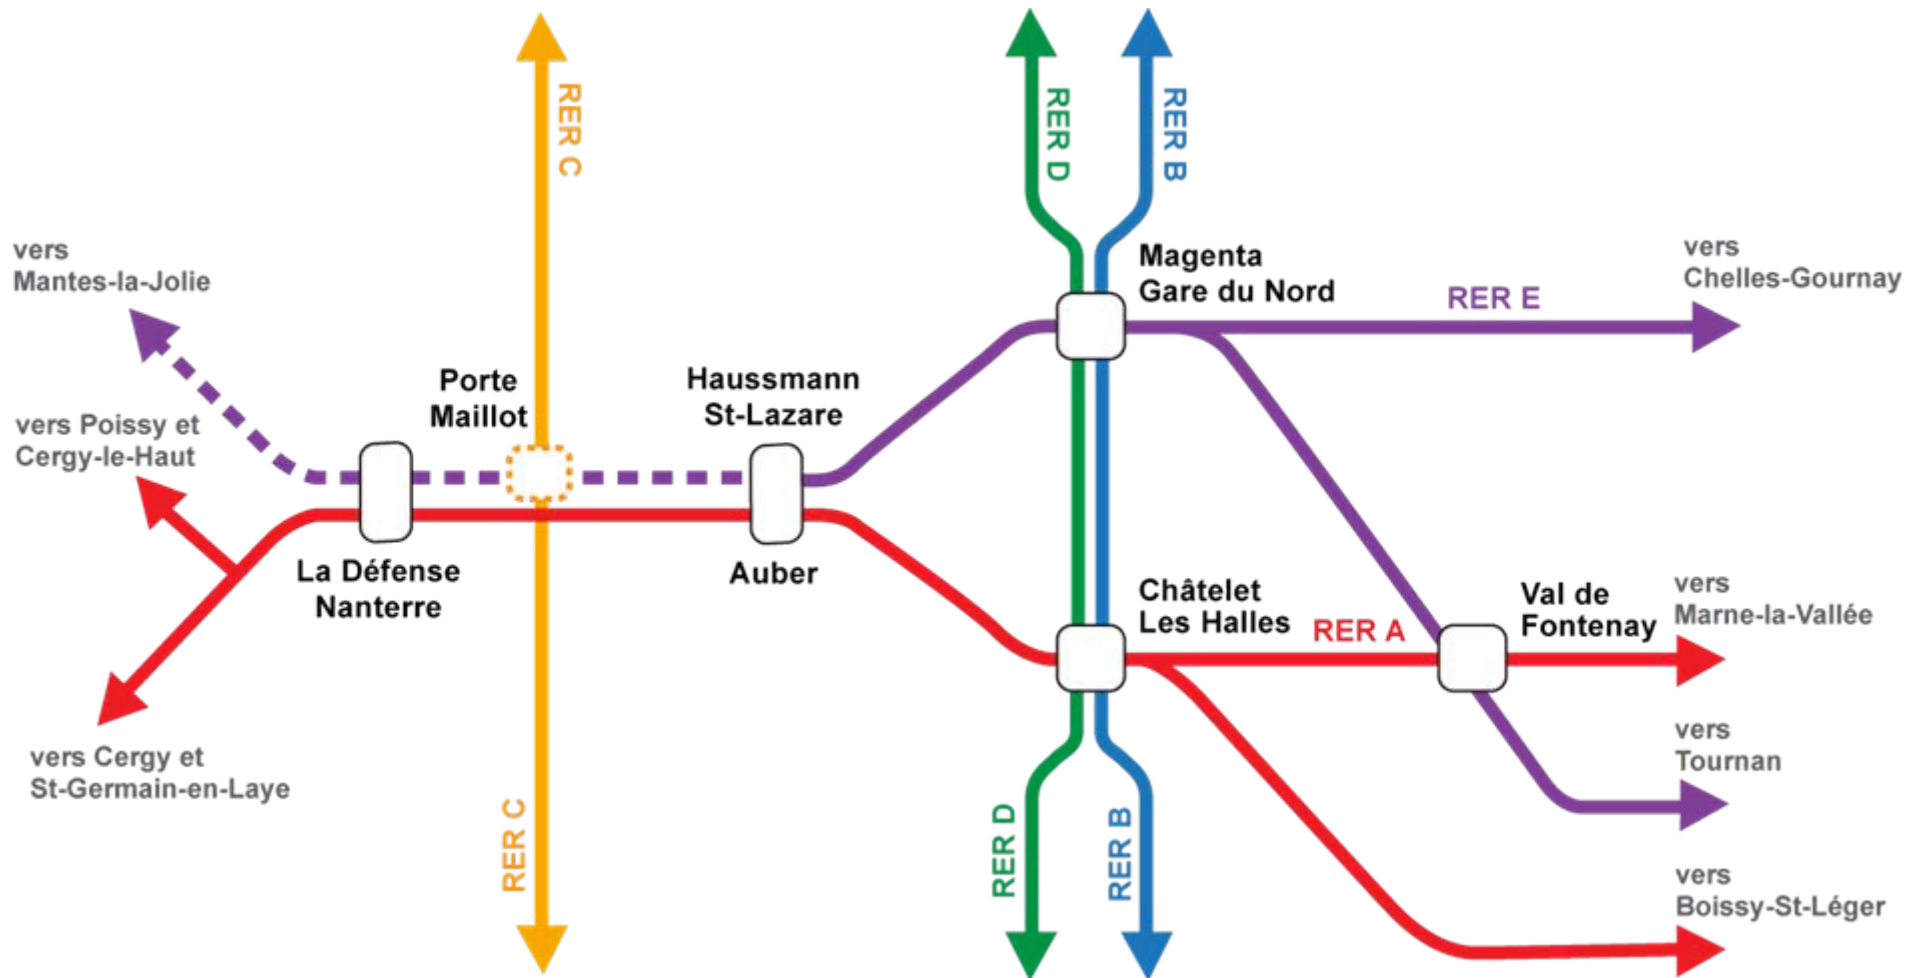 RER C
RER D
RER B
vers
Mantes-la-Jolie
Magenta
Gare du Nord
vers
Chelles-Gournay
RER E
Porte
Maillot
Haussmann
St-Lazare
vers Poissy et
Cergy-le-Haut
La Défense
Nanterre
Auber
Châtelet
Les Halles
RER A
Val de
Fontenay
vers
Marne-la-Vallée
vers Cergy et
St-Germain-en-Laye
vers
Tournan
RER C
RER D
RER B
vers
Boissy-St-Léger